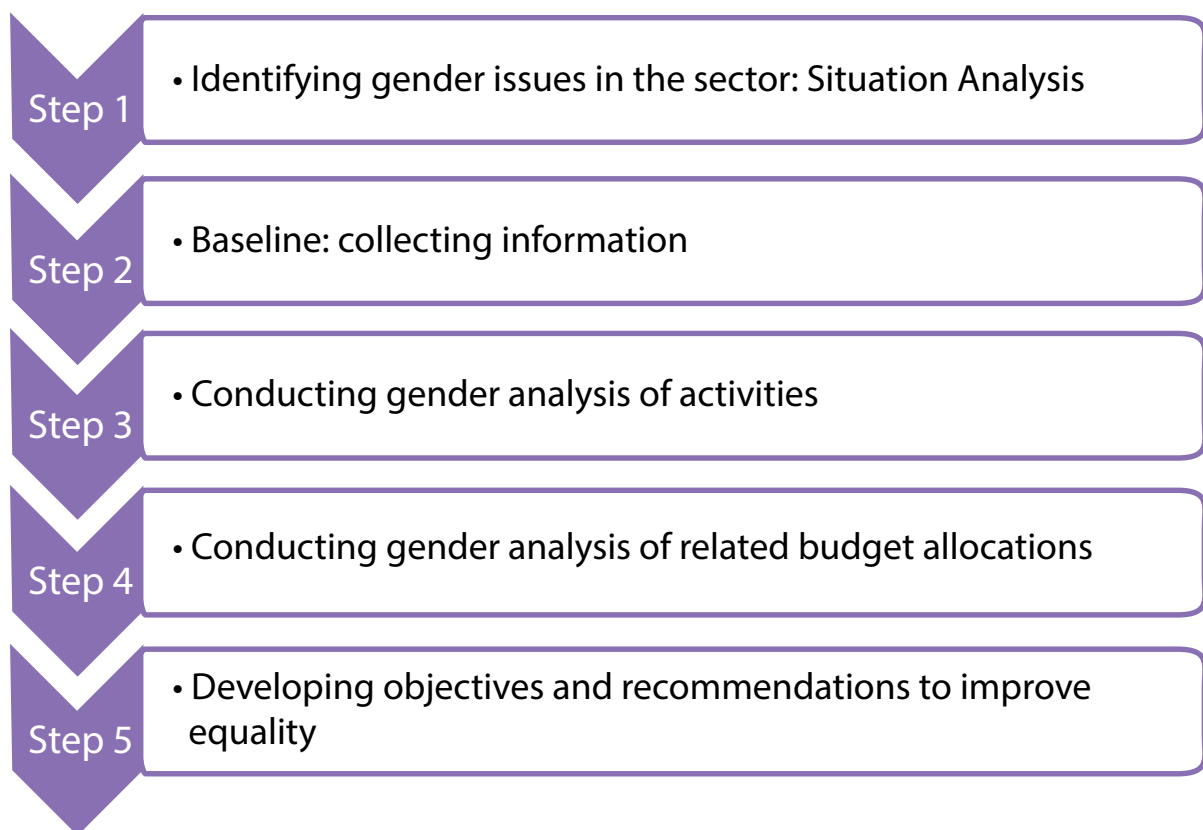 Step 1
• Identifying gender issues in the sector: Situation Analysis
Step 2
• Baseline: collecting information
Step 3
• Conducting gender analysis of activities
Step 4
• Conducting gender analysis of related budget allocations
Step 5
• Developing objectives and recommendations to improve
equality